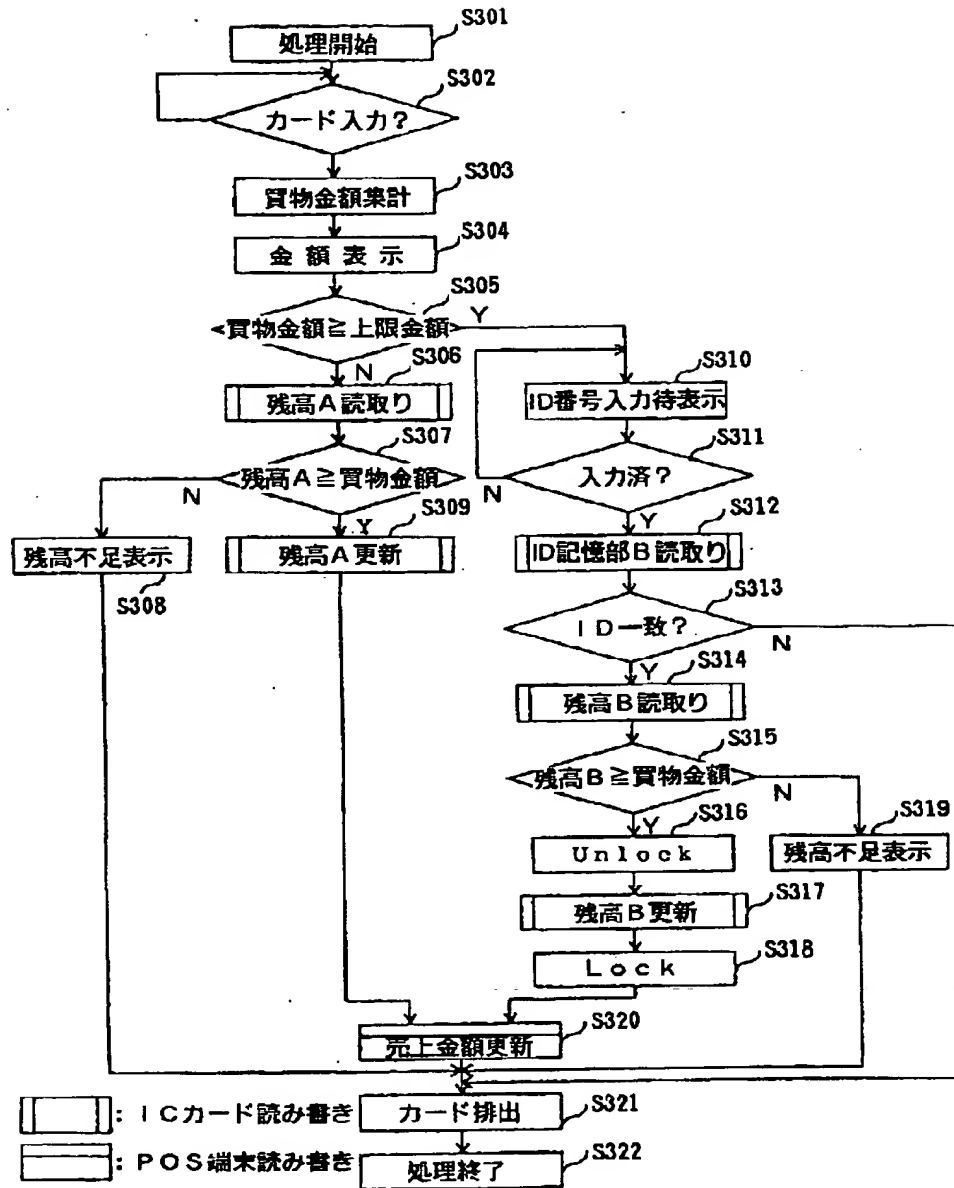 S301
処理開始
S302
カード入力？
S303
買物金額集計
S304
金額表示
S305
買物金額≧上限金額
Y
N
S306
残高A読取り
S307
残高A≧買物金額
N
Y
S308
残高不足表示
S309
残高A更新
S310
ID番号入力待表示
S311
入力済？
N
Y
S312
ID記憶部B読取り
S313
ID一致？
N
Y
S314
残高B読取り
S315
残高B≧買物金額
N
Y
S316
Unlock
S317
残高B更新
S318
Lock
S319
残高不足表示
S320
売上金額更新
S321
カード排出
S322
処理終了
：ICカード読み書き
：POS端末読み書き